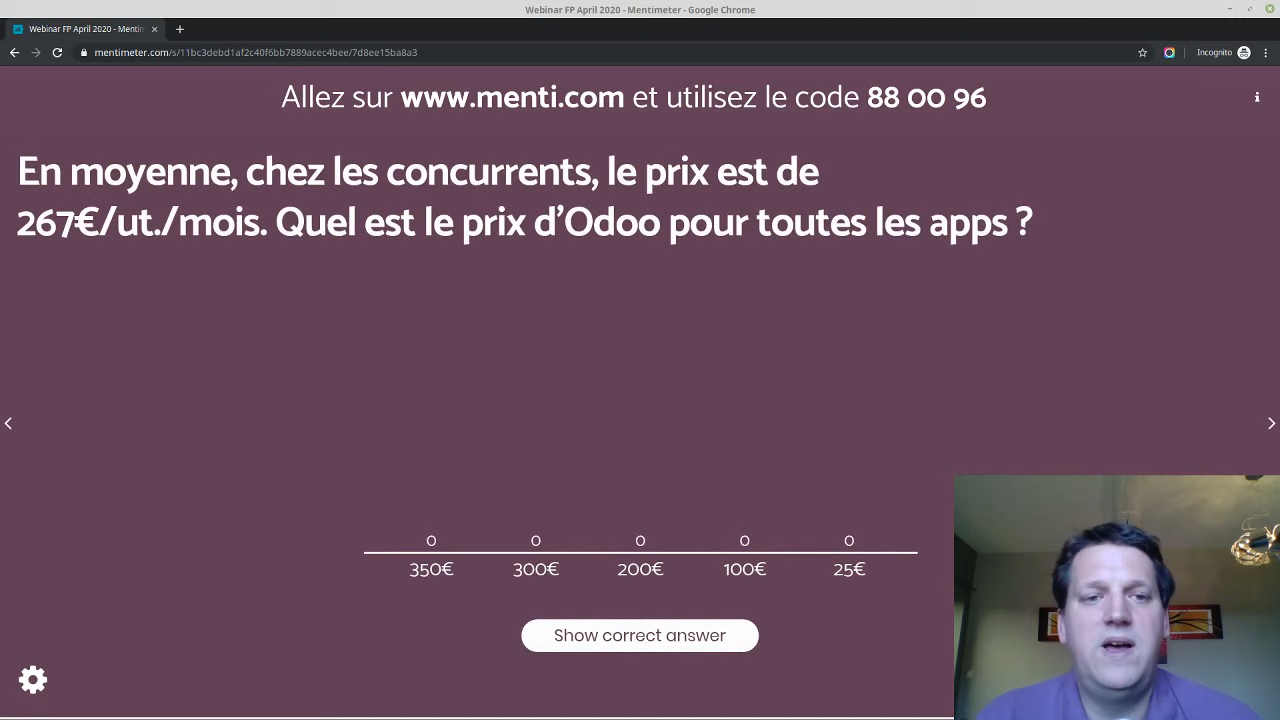 Webinar FP April 2020 - Mentimeter - Google Chrome
Webinar FP April 2020 - Mentim
mentimeter.com/s/11bc3debd1af2c40f6bb7889acec4bee/7d8ee15ba8a3
Incognito
Allez sur www.menti.com et utilisez le code 88 00 96
En moyenne, chez les concurrents, le prix est de
267€/ut./mois. Quel est le prix d’Odoo pour toutes les apps ?
0 0 0 0 0
350€ 300€ 200€ 100€ 25€
Show correct answer